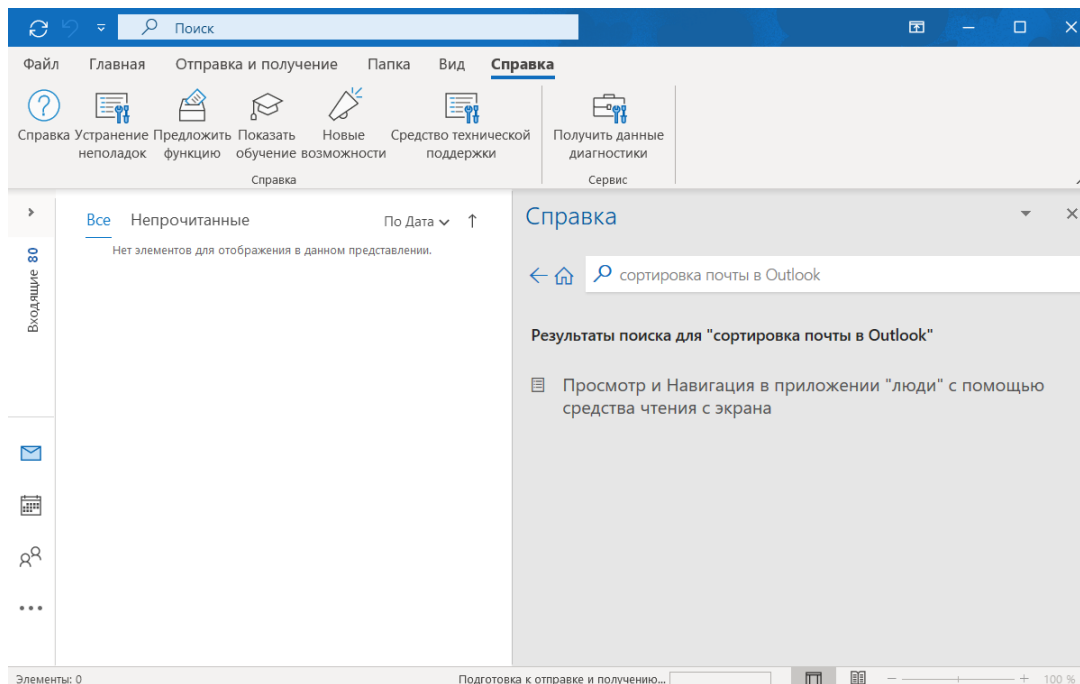 Поиск
Файл Главная Отправка и получение Папка Вид Справка
Справка Устранение неполадок Предложить функцию Показать обучение Новые возможности Средство технической поддержки Получить данные диагностики
Справка Сервис
Все Непрочитанные По Дата
Нет элементов для отображения в данном представлении.
Входящие 80
Справка
сортировка почты в Outlook
Результаты поиска для "сортировка почты в Outlook"
Просмотр и Навигация в приложении "люди" с помощью
средства чтения с экрана
Элементы: 0 Подготовка к отправке и получению... 100 %